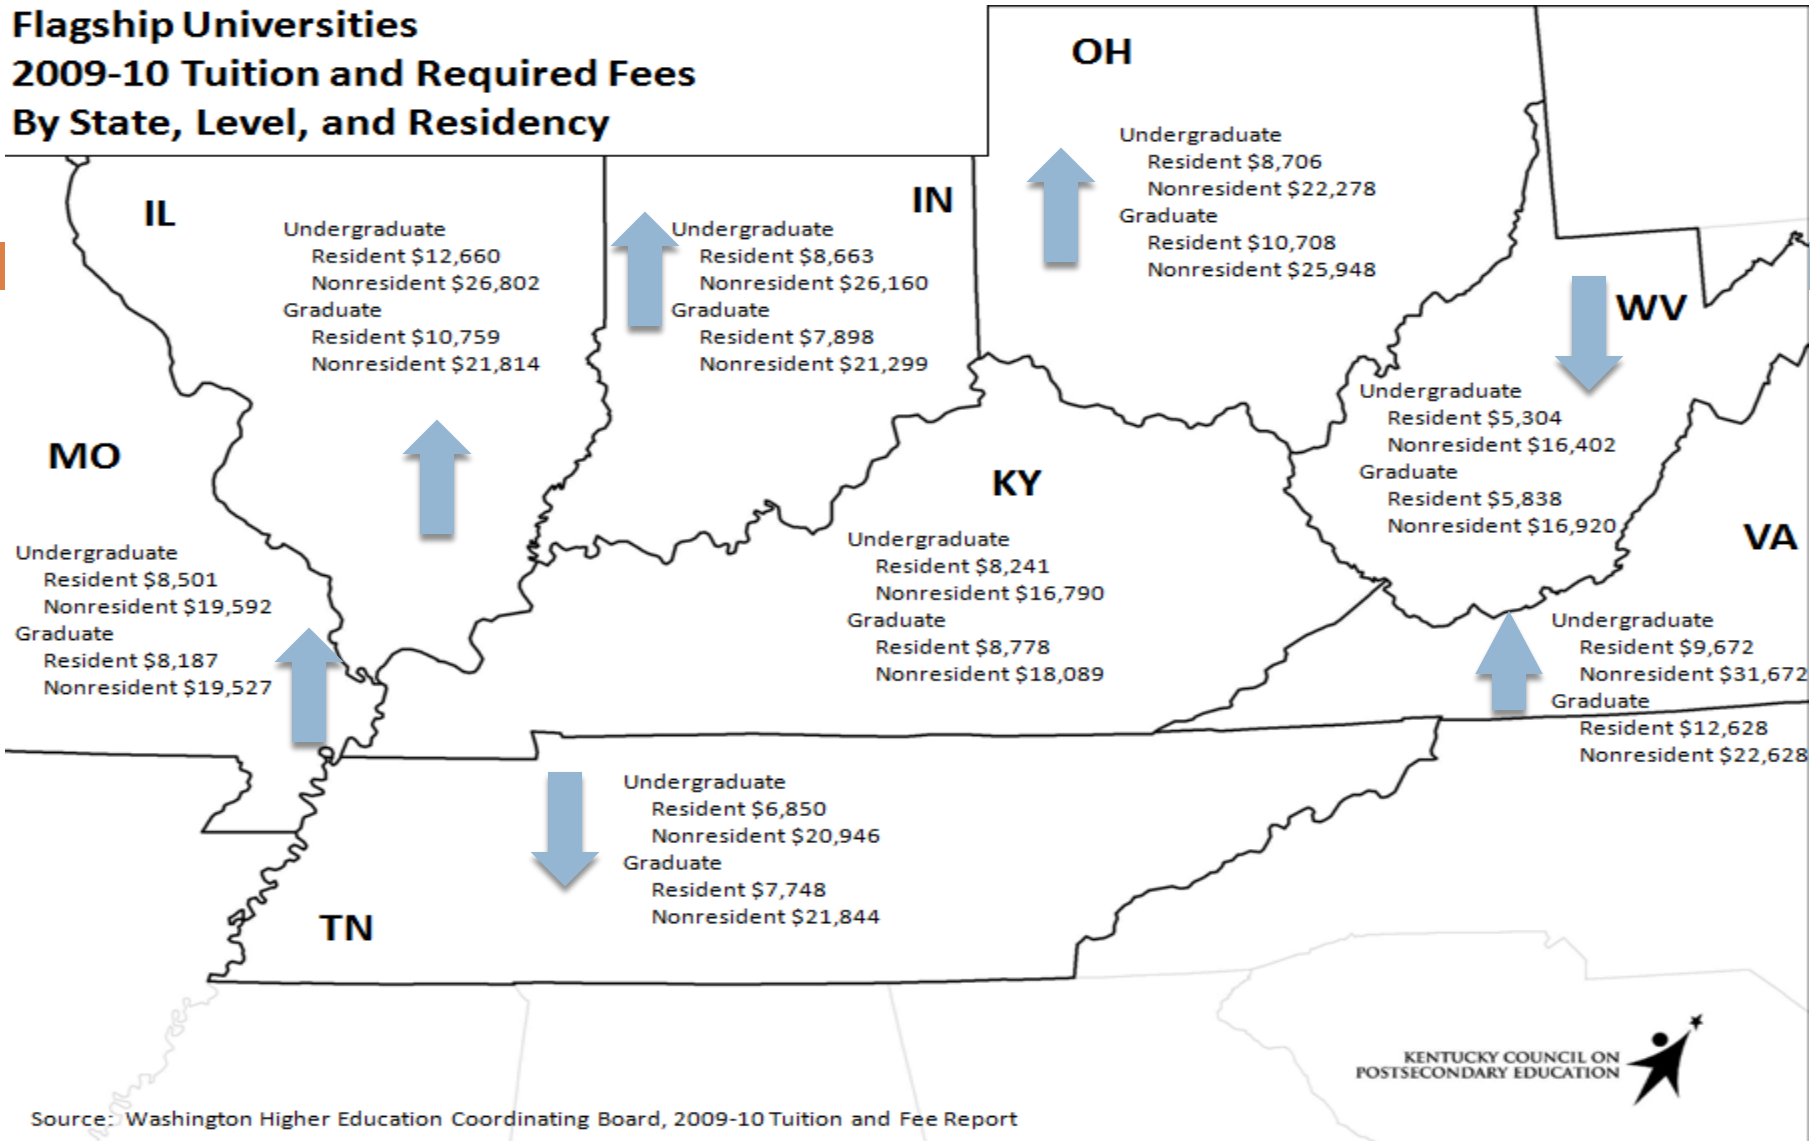 Flagship Universities
2009-10 Tuition and Required Fees
By State, Level, and Residency
OH
Undergraduate
Resident $8,706
Nonresident $22,278
Graduate
Resident $10,708
Nonresident $25,948
IL
Undergraduate
Resident $12,660
Nonresident $26,802
Graduate
Resident $10,759
Nonresident $21,814
IN
Undergraduate
Resident $8,663
Nonresident $26,160
Graduate
Resident $7,898
Nonresident $21,299
WV
Undergraduate
Resident $5,304
Nonresident $16,402
Graduate
Resident $5,838
Nonresident $16,920
MO
Undergraduate
Resident $8,501
Nonresident $19,592
Graduate
Resident $8,187
Nonresident $19,527
KY
Undergraduate
Resident $8,241
Nonresident $16,790
Graduate
Resident $8,778
Nonresident $18,089
VA
Undergraduate
Resident $9,672
Nonresident $31,672
Graduate
Resident $12,628
Nonresident $22,628
TN
Undergraduate
Resident $6,850
Nonresident $20,946
Graduate
Resident $7,748
Nonresident $21,844
KENTUCKY COUNCIL ON
POSTSECONDARY EDUCATION
Source: Washington Higher Education Coordinating Board, 2009-10 Tuition and Fee Report